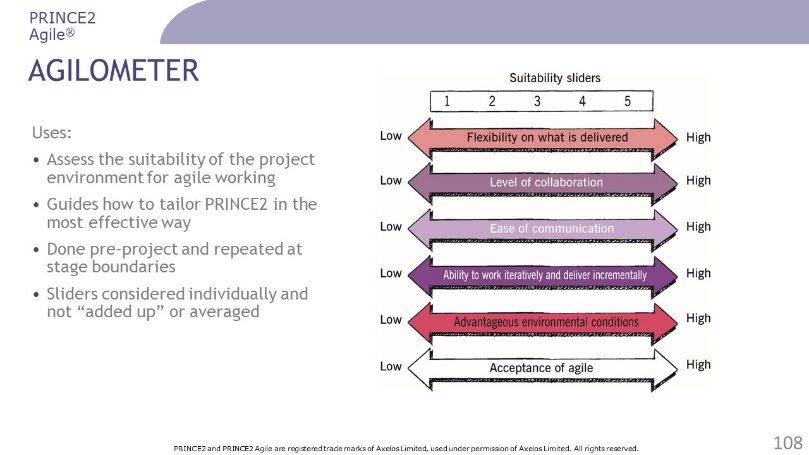 PRINCE2
Agile®
AGILOMETER
Uses:
• Assess the suitability of the project
environment for agile working
• Guides how to tailor PRINCE2 in the
most effective way
• Done pre-project and repeated at
stage boundaries
• Sliders considered individually and
not “added up” or averaged
Suitability sliders
1 2 3 4 5
Low Flexibility on what is delivered High
Low Level of collaboration High
Low Ease of communication High
Low Ability to work iteratively and deliver incrementally High
Low Advantageous environmental conditions High
Low Acceptance of agile High
PRINCE2 and PRINCE2 Agile are registered trade marks of Axelos Limited, used under permission of Axelos Limited. All rights reserved.
108